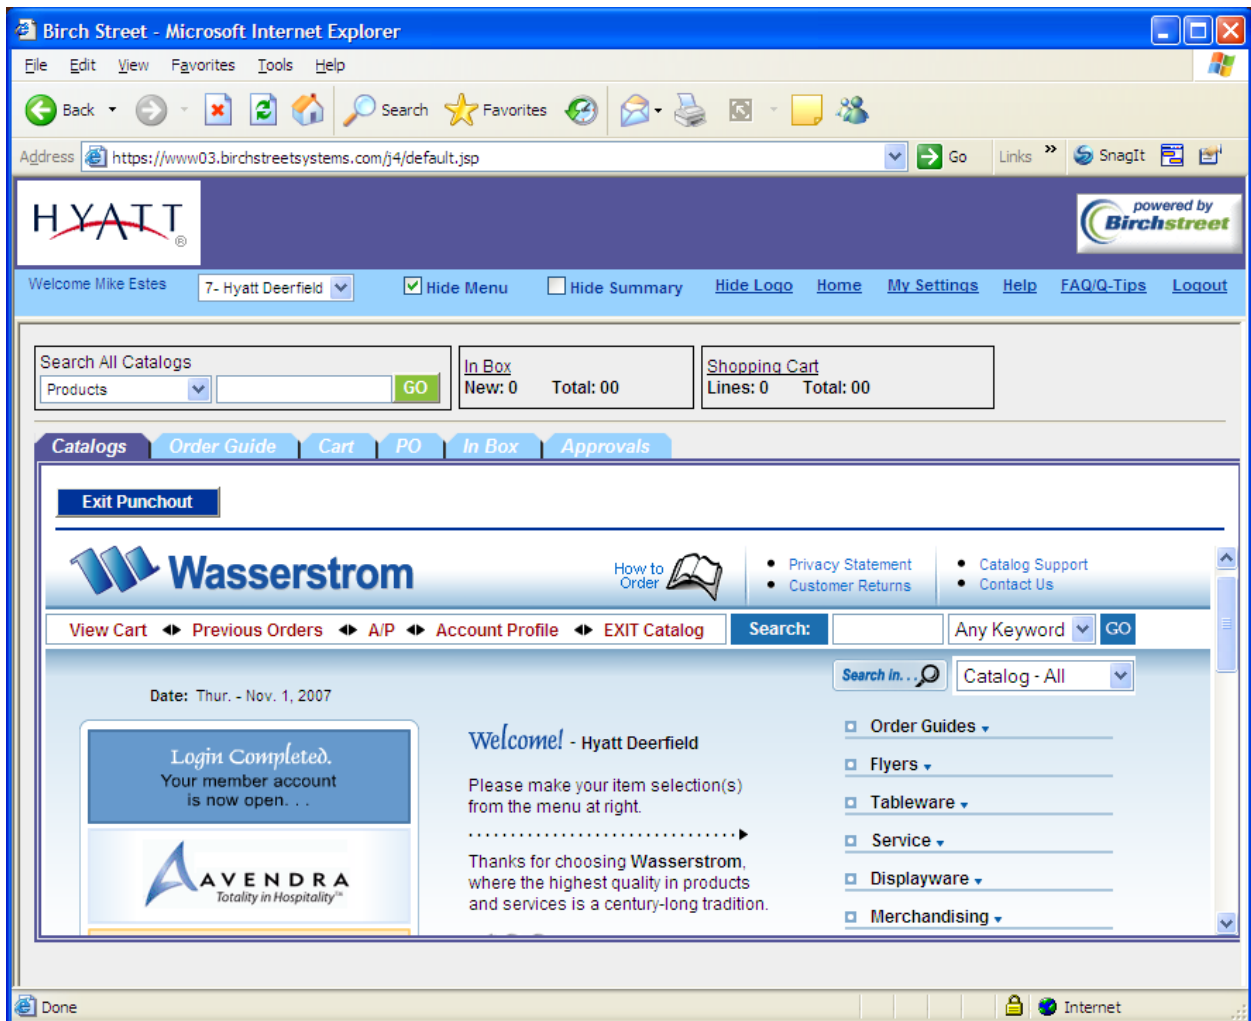 Birch Street - Microsoft Internet Explorer
File Edit View Favorites Tools Help
Back Search Favorites
Address https://www03.birchstreetsystems.com/j4/default.jsp Go Links » SnagIt
HYATT ®
powered by
Birchstreet
Welcome Mike Estes 7- Hyatt Deerfield Hide Menu Hide Summary Hide Logo Home My Settings Help FAQ/Q-Tips Logout
Search All Catalogs
Products GO
In Box
New: 0 Total: 00
Shopping Cart
Lines: 0 Total: 00
Catalogs Order Guide Cart PO In Box Approvals
Exit Punchout
Wasserstrom
How to
Order
• Privacy Statement
• Customer Returns
• Catalog Support
• Contact Us
View Cart Previous Orders A/P Account Profile EXIT Catalog Search: Any Keyword GO
Search in. . . Catalog - All
Date: Thur. - Nov. 1, 2007
Login Completed.
Your member account
is now open. . .
AVENDRA
Totality in Hospitality™
Welcome! - Hyatt Deerfield
Please make your item selection(s)
from the menu at right.
Thanks for choosing Wasserstrom,
where the highest quality in products
and services is a century-long tradition.
Order Guides
Flyers
Tableware
Service
Displayware
Merchandising
Done Internet